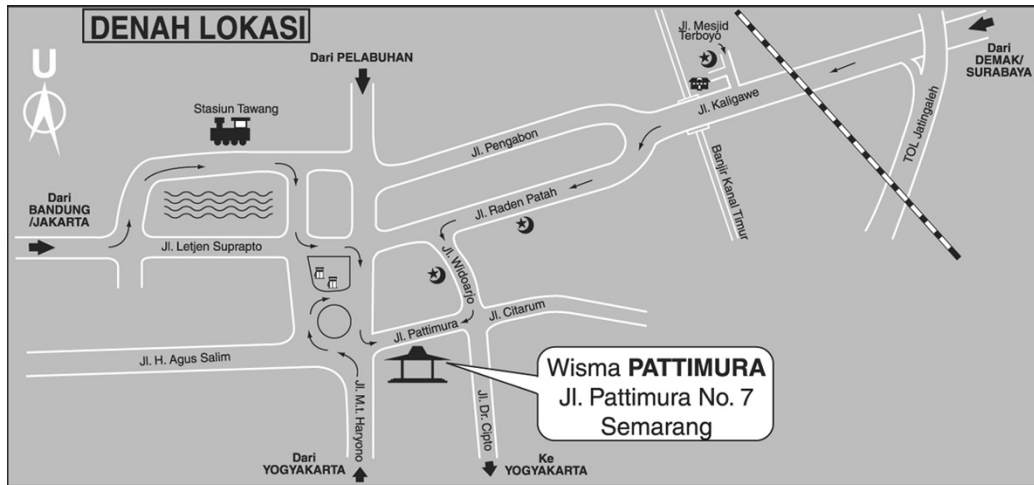 DENAH LOKASI
U
Dari PELABUHAN
Jl. Mesjid
Terboyo
Dari
DEMAK/
SURABAYA
Stasiun Tawang
Jl. Kaligawe
TOL Jatingaleh
Jl. Pengabon
Banjir Kanal Timur
Dari
BANDUNG
/JAKARTA
Jl. Raden Patah
Jl. Letjen Suprapto
Jl. Widoarjo
Jl. Citarum
Jl. Pattimura
Jl. H. Agus Salim
Wisma PATTIMURA
Jl. Pattimura No. 7
Semarang
Jl. M.t. Haryono
Jl. Dr. Cipto
Dari
YOGYAKARTA
Ke
YOGYAKARTA